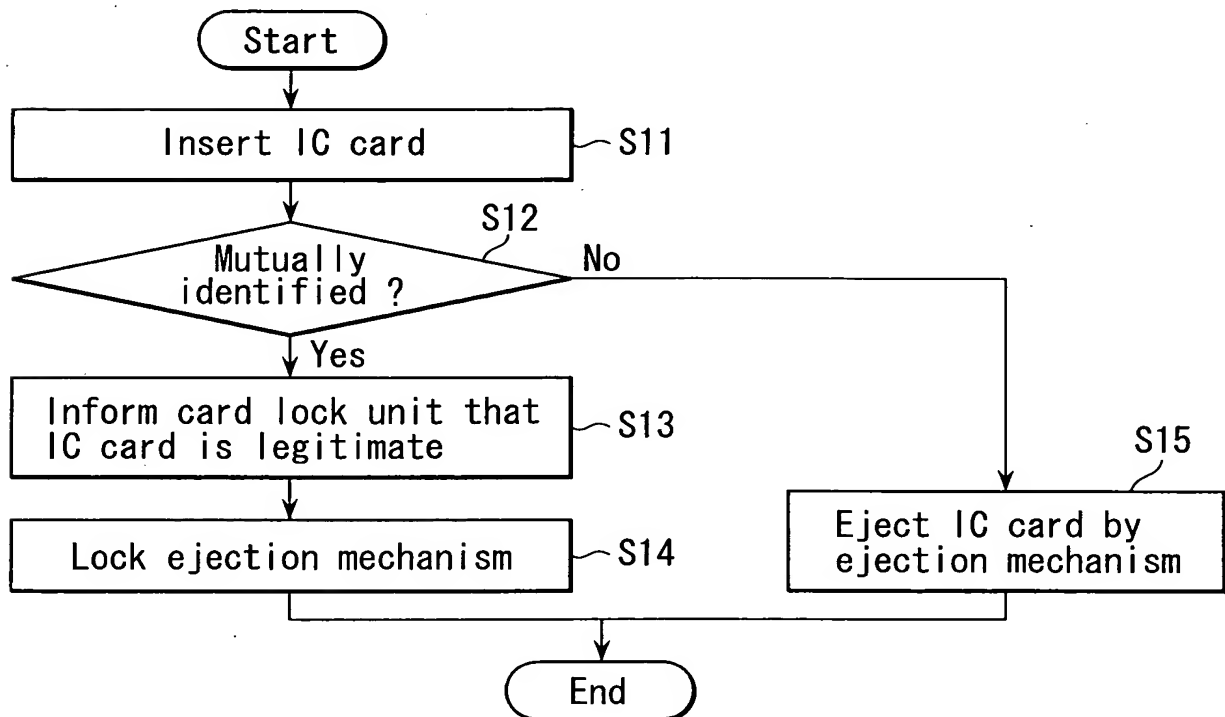 Start
Insert IC card
S11
S12
Mutually
identified ?
No
Yes
Inform card lock unit that
IC card is legitimate
S13
S15
Eject IC card by
ejection mechanism
Lock ejection mechanism
S14
End